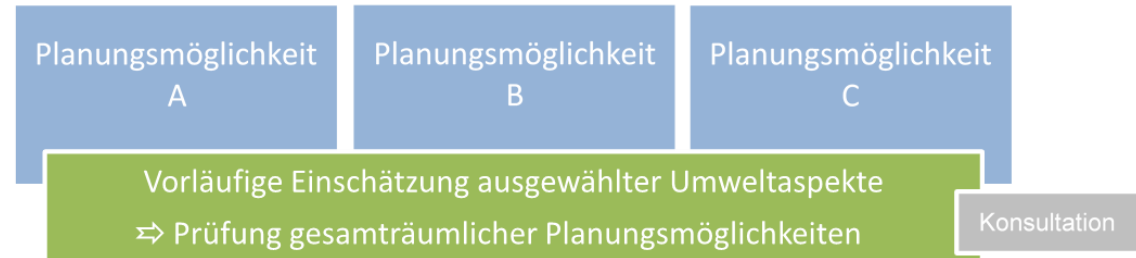 Planungsmöglichkeit
A
Planungsmöglichkeit
B
Planungsmöglichkeit
C
Vorläufige Einschätzung ausgewählter Umweltaspekte
⇨ Prüfung gesamträumlicher Planungsmöglichkeiten
Konsultation